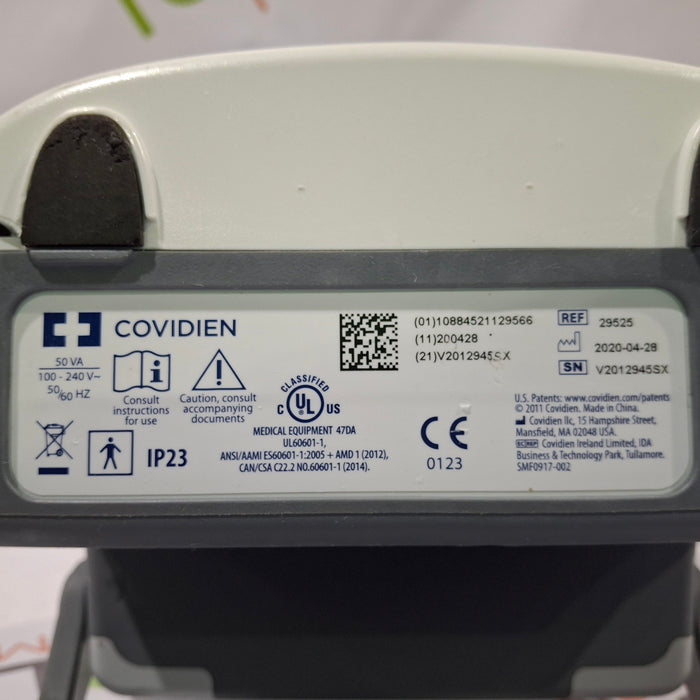 COVIDIEN
50 VA
100 - 240 V~
50/60 HZ
Consult
instructions
for use
Caution, consult
accompanying
documents
(01)10884521129566
(11)200428
(21)V2012945SX
REF 29525
2020-04-28
SN V2012945SX
CLASSIFIED
C UL US
MEDICAL EQUIPMENT 47DA
UL60601-1,
ANSI/AAMI ES60601-1:2005 + AMD 1 (2012),
CAN/CSA C22.2 NO.60601-1 (2014).
IP23
CE
0123
U.S. Patents: www.covidien.com/patents
© 2011 Covidien. Made in China.
Covidien llc, 15 Hampshire Street,
Mansfield, MA 02048 USA.
EC REP Covidien Ireland Limited, IDA
Business & Technology Park, Tullamore.
SMF0917-002